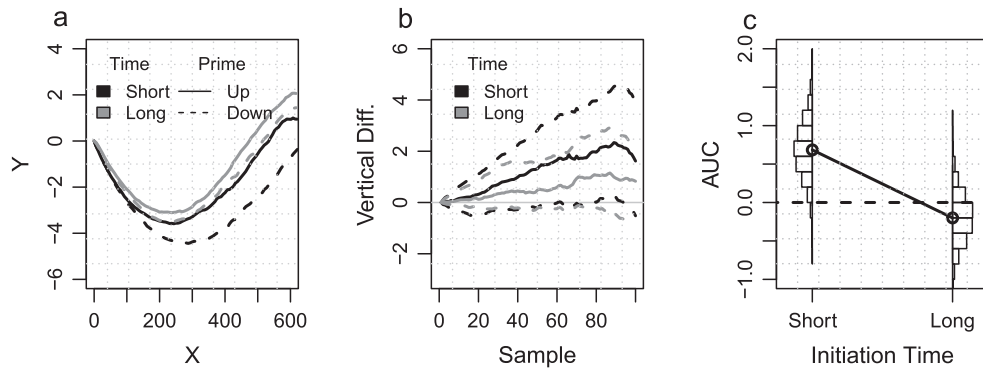 a
Y
4
2
0
−2
−4
−6
Time Prime
Short Up
Long Down
0 200 400 600
X
b
Vertical Diff.
6
4
2
0
−2
Time
Short
Long
0 20 40 60 80
Sample
c
AUC
2.0
1.0
0.0
−1.0
Short Long
Initiation Time